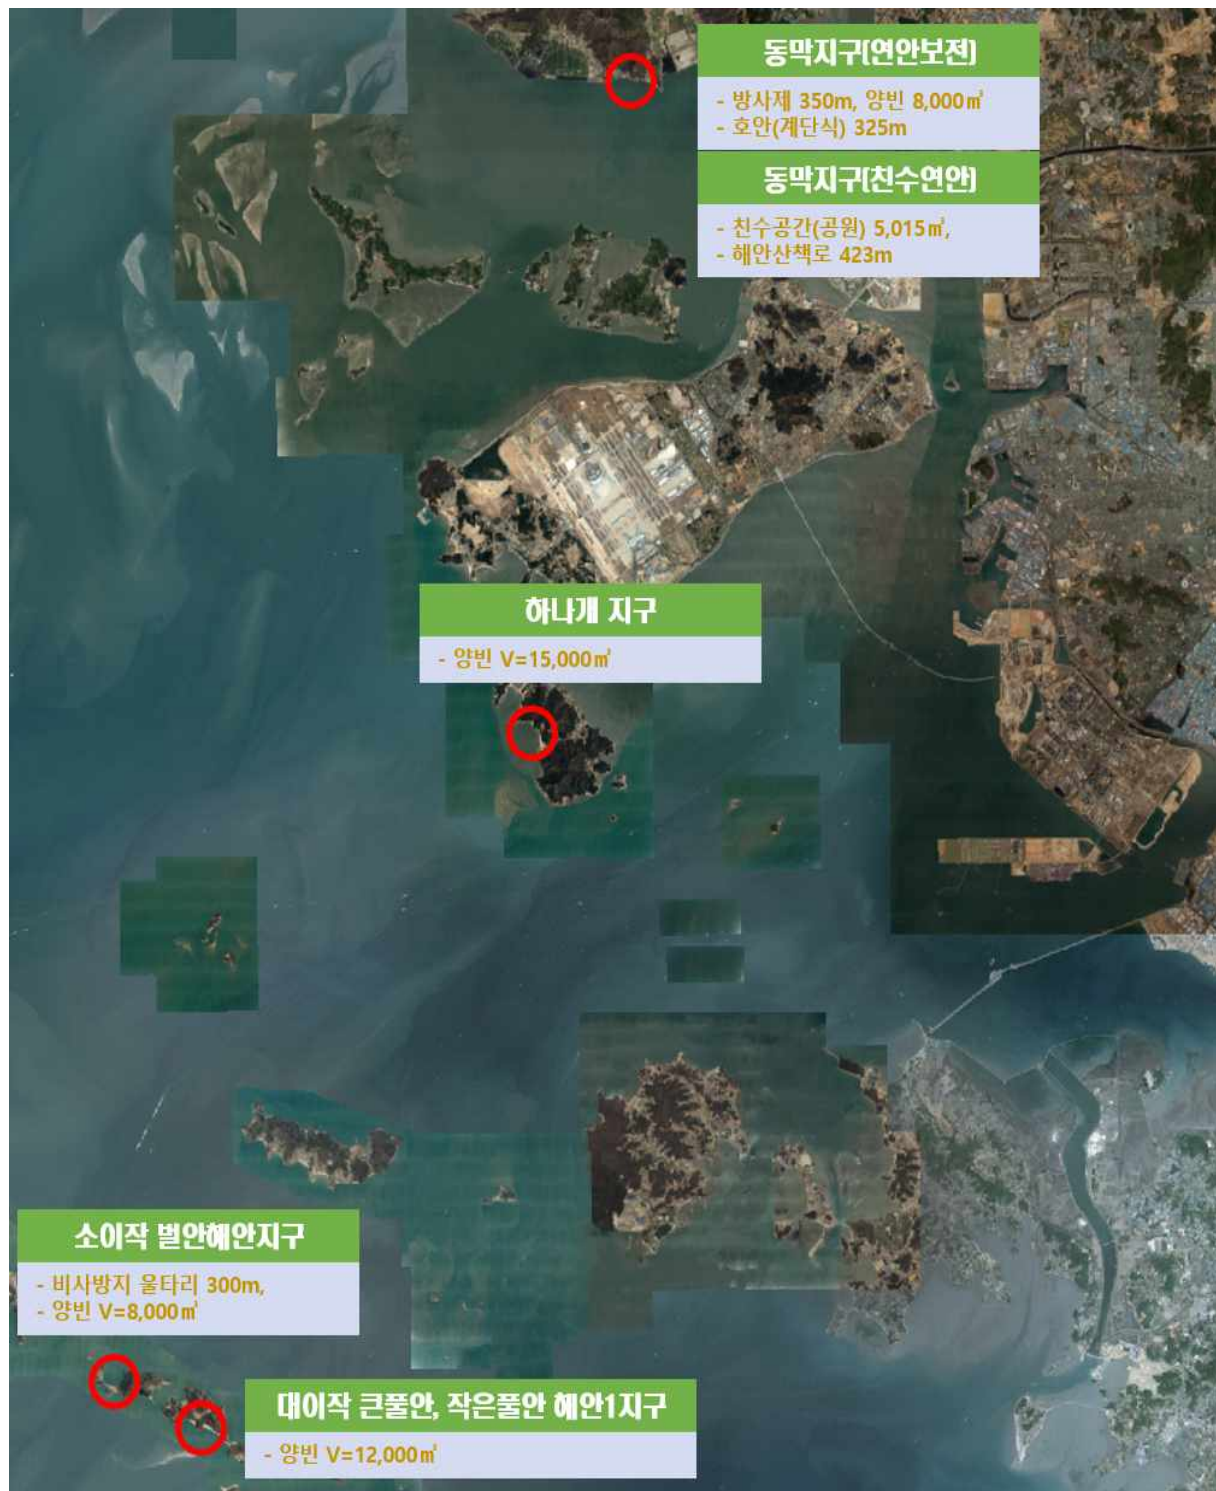 동막지구(연안보전)
- 방사제 350m, 양빈 8,000㎥
- 호안(계단식) 325m
동막지구(친수연안)
- 친수공간(공원) 5,015㎡,
- 해안산책로 423m
하나개 지구
- 양빈 V=15,000㎥
소이작 벌안해안지구
- 비사방지 울타리 300m,
- 양빈 V=8,000㎥
대이작 큰풀안, 작은풀안 해안1지구
- 양빈 V=12,000㎥